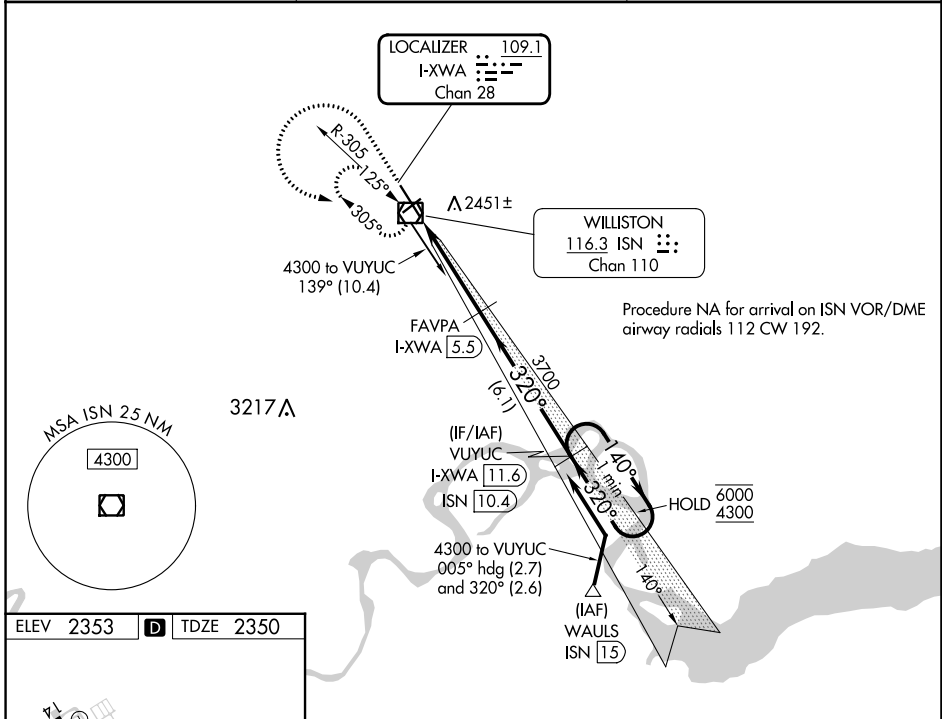 LOCALIZER 109.1
I-XWA
Chan 28
R-305
125°
305°
2451±
WILLISTON
116.3 ISN
Chan 110
4300 to VUYUC
139° (10.4)
Procedure NA for arrival on ISN VOR/DME
airway radials 112 CW 192.
FAVPA
I-XWA 5.5
3700
320°
(6.1)
3217
MSA ISN 25 NM
4300
(IF/IAF)
VUYUC
I-XWA 11.6
ISN 10.4
140°
1 min
320°
HOLD 6000
4300
4300 to VUYUC
005° hdg (2.7)
and 320° (2.6)
140°
(IAF)
WAULS
ISN 15
ELEV 2353 D TDZE 2350
14